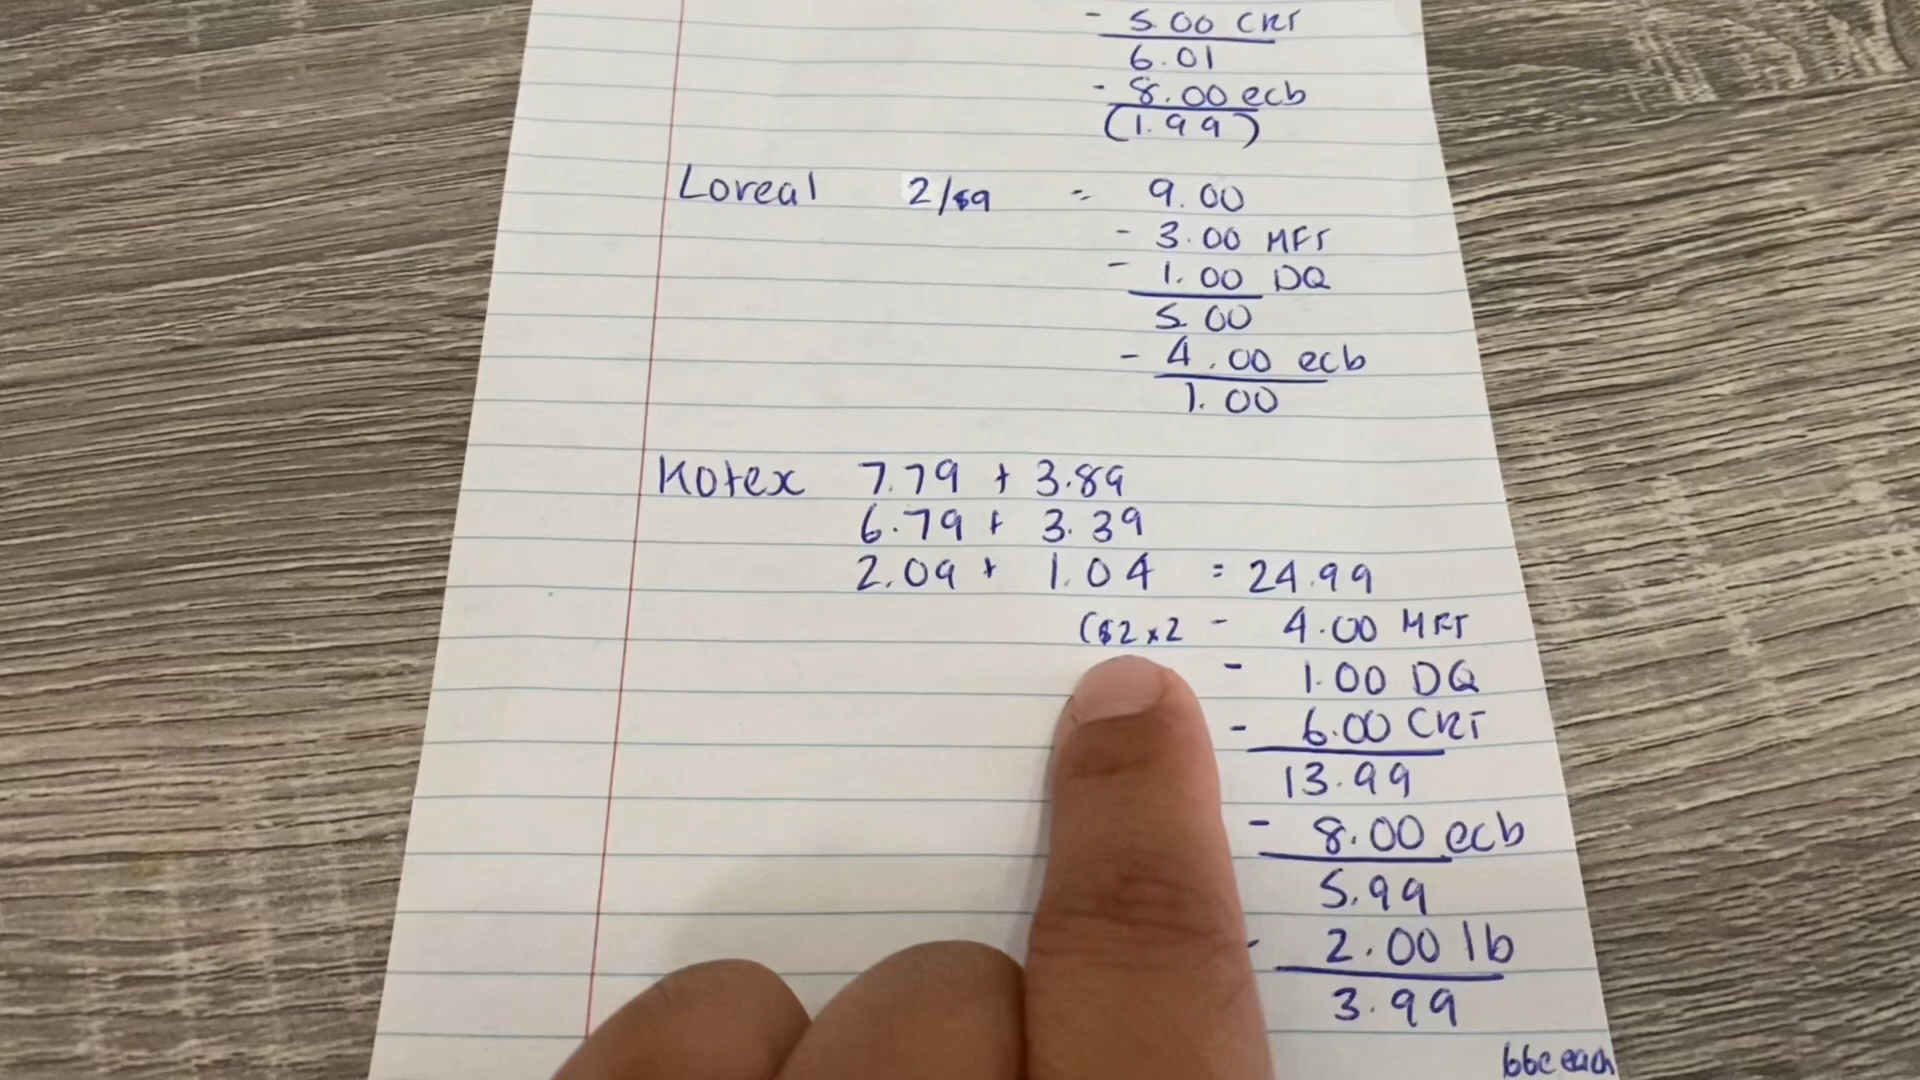 - 5.00 CRT
6.01
- 8.00 ecb
(1.99)
Loreal 2/$9 = 9.00
- 3.00 MFT
- 1.00 DQ
5.00
- 4.00 ecb
1.00
Kotex 7.79 + 3.89
6.79 + 3.39
2.09 + 1.04 = 24.99
($2x2 - 4.00 MFT
- 1.00 DQ
- 6.00 CRT
13.99
- 8.00 ecb
5.99
- 2.00 lb
3.99
66c each